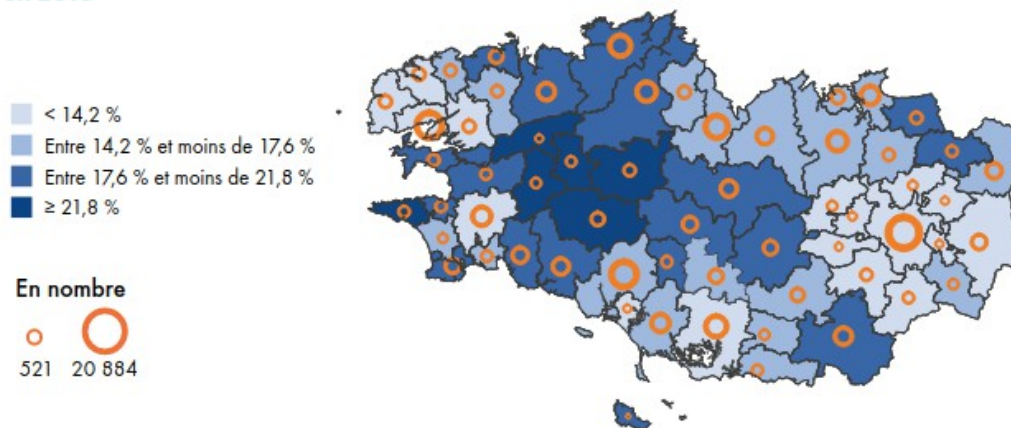 < 14,2 %
Entre 14,2 % et moins de 17,6 %
Entre 17,6 % et moins de 21,8 %
≥ 21,8 %
En nombre
521 20 884